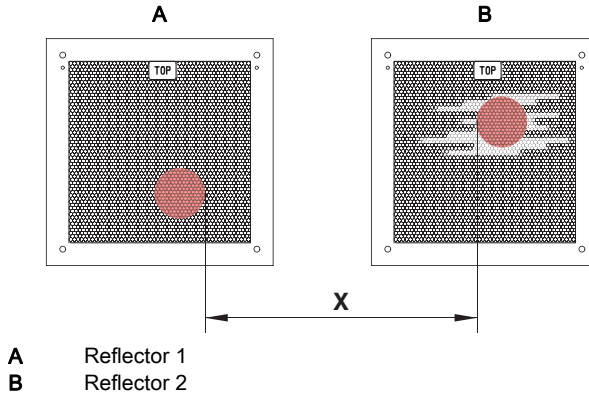 A B
TOP TOP
X
A Reflector 1
B Reflector 2